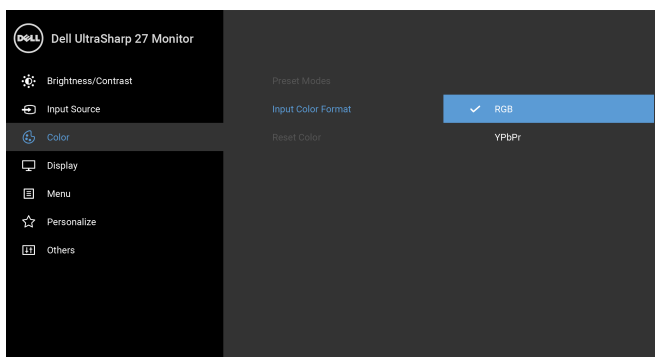 DELL Dell UltraSharp 27 Monitor
Brightness/Contrast
Input Source
Color
Display
Menu
Personalize
Others
Preset Modes
Input Color Format
Reset Color
RGB
YPbPr